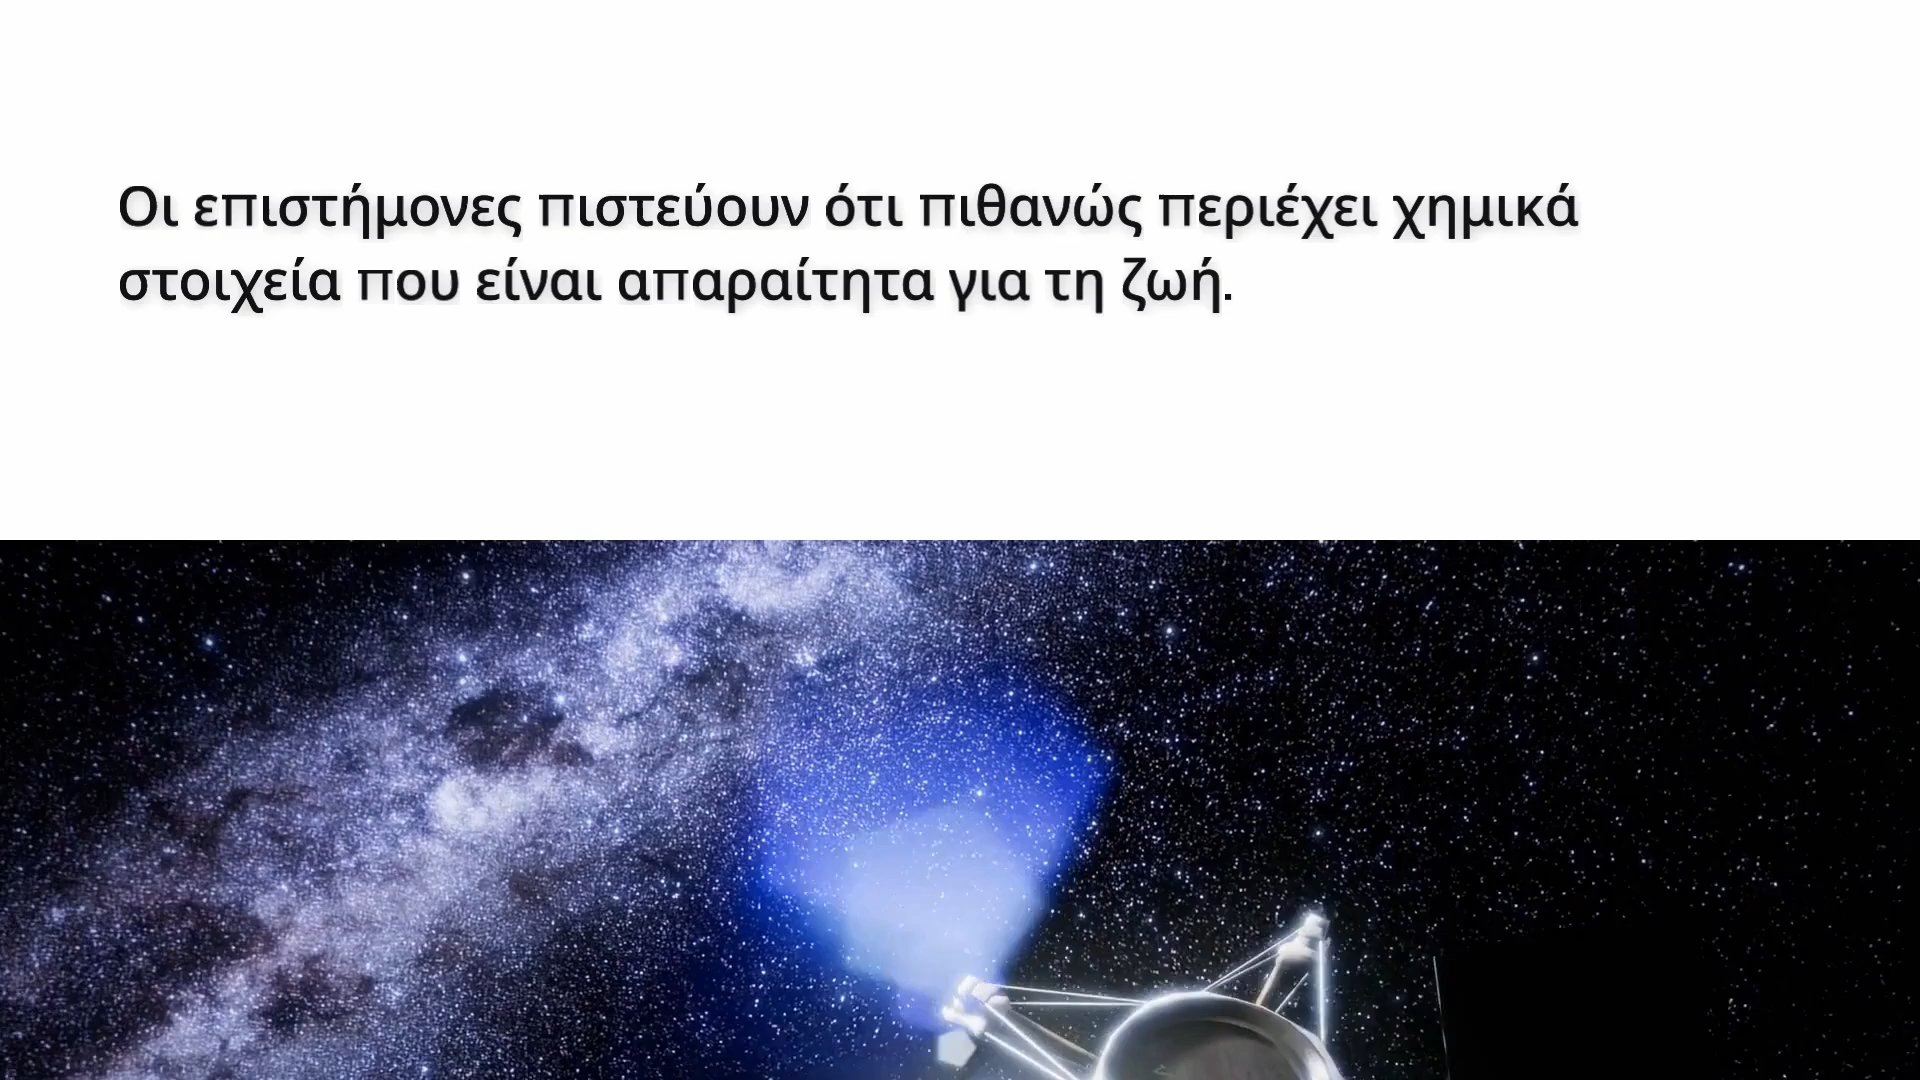 Οι επιστήμονες πιστεύουν ότι πιθανώς περιέχει χημικά
στοιχεία που είναι απαραίτητα για τη ζωή.